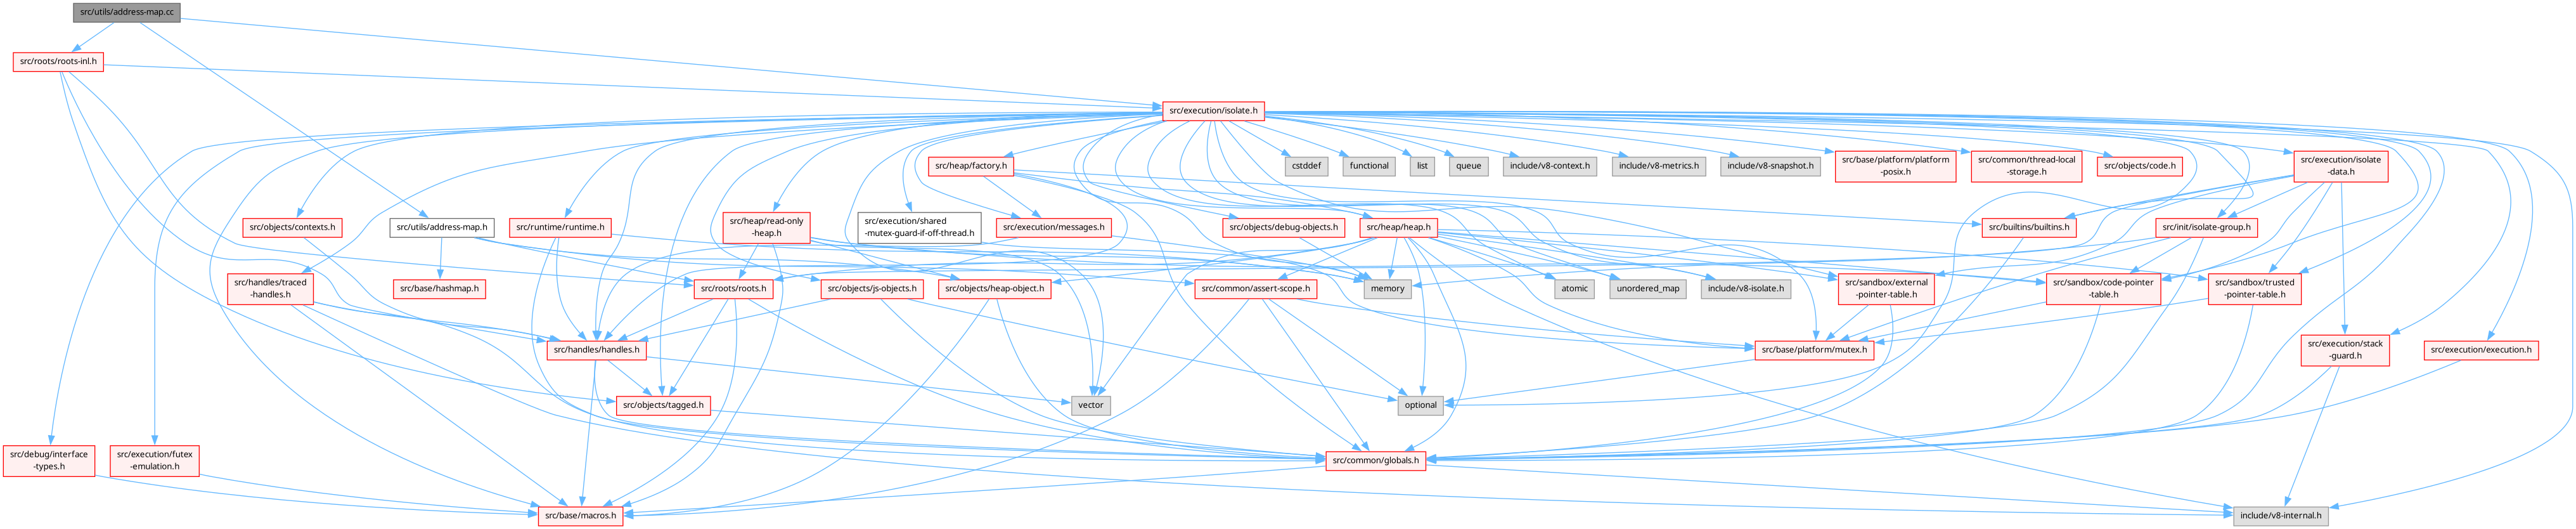 src/utils/address-map.cc
src/roots/roots-inl.h
src/execution/isolate.h
src/heap/factory.h
cstddef
functional
list
queue
include/v8-context.h
include/v8-metrics.h
include/v8-snapshot.h
src/base/platform/platform
-posix.h
src/common/thread-local
-storage.h
src/objects/code.h
src/execution/isolate
-data.h
src/objects/contexts.h
src/utils/address-map.h
src/runtime/runtime.h
src/heap/read-only
-heap.h
src/execution/shared
-mutex-guard-if-off-thread.h
src/execution/messages.h
src/objects/debug-objects.h
src/heap/heap.h
src/builtins/builtins.h
src/init/isolate-group.h
src/handles/traced
-handles.h
src/base/hashmap.h
src/roots/roots.h
src/objects/js-objects.h
src/objects/heap-object.h
src/common/assert-scope.h
memory
atomic
unordered_map
include/v8-isolate.h
src/sandbox/external
-pointer-table.h
src/sandbox/code-pointer
-table.h
src/sandbox/trusted
-pointer-table.h
src/handles/handles.h
src/base/platform/mutex.h
src/execution/stack
-guard.h
src/execution/execution.h
src/objects/tagged.h
vector
optional
src/debug/interface
-types.h
src/execution/futex
-emulation.h
src/common/globals.h
src/base/macros.h
include/v8-internal.h